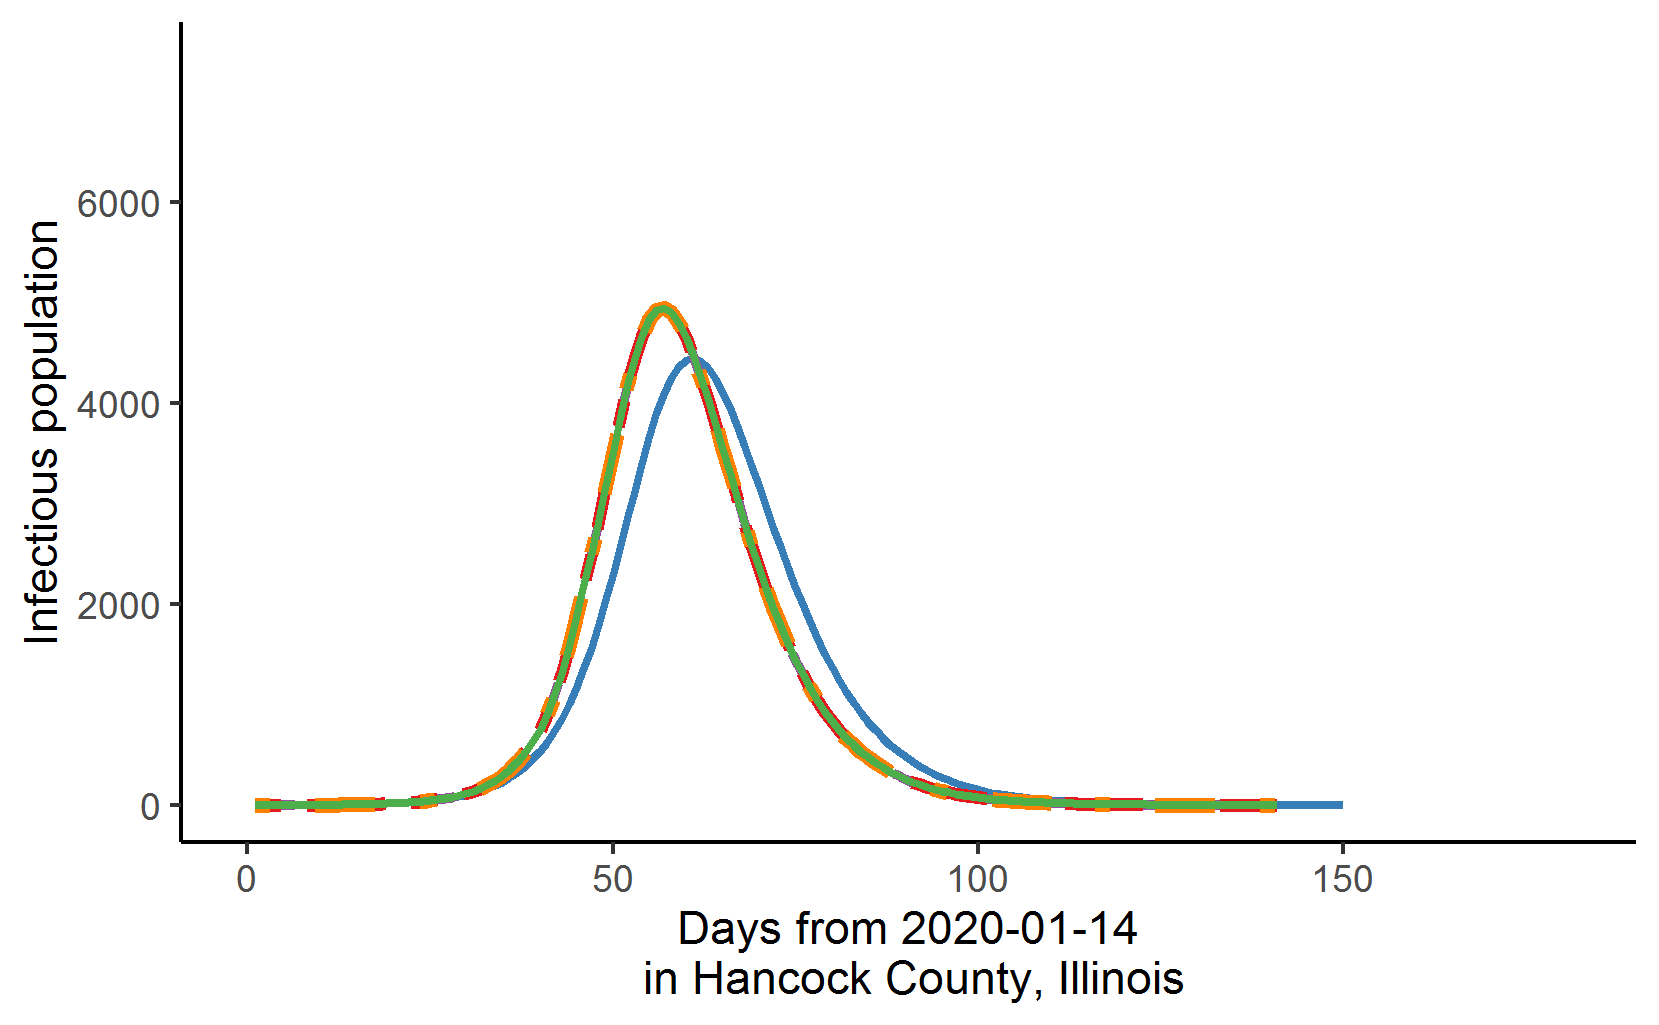 Infectious population
6000
4000
2000
0
0 50 100 150
Days from 2020-01-14
in Hancock County, Illinois